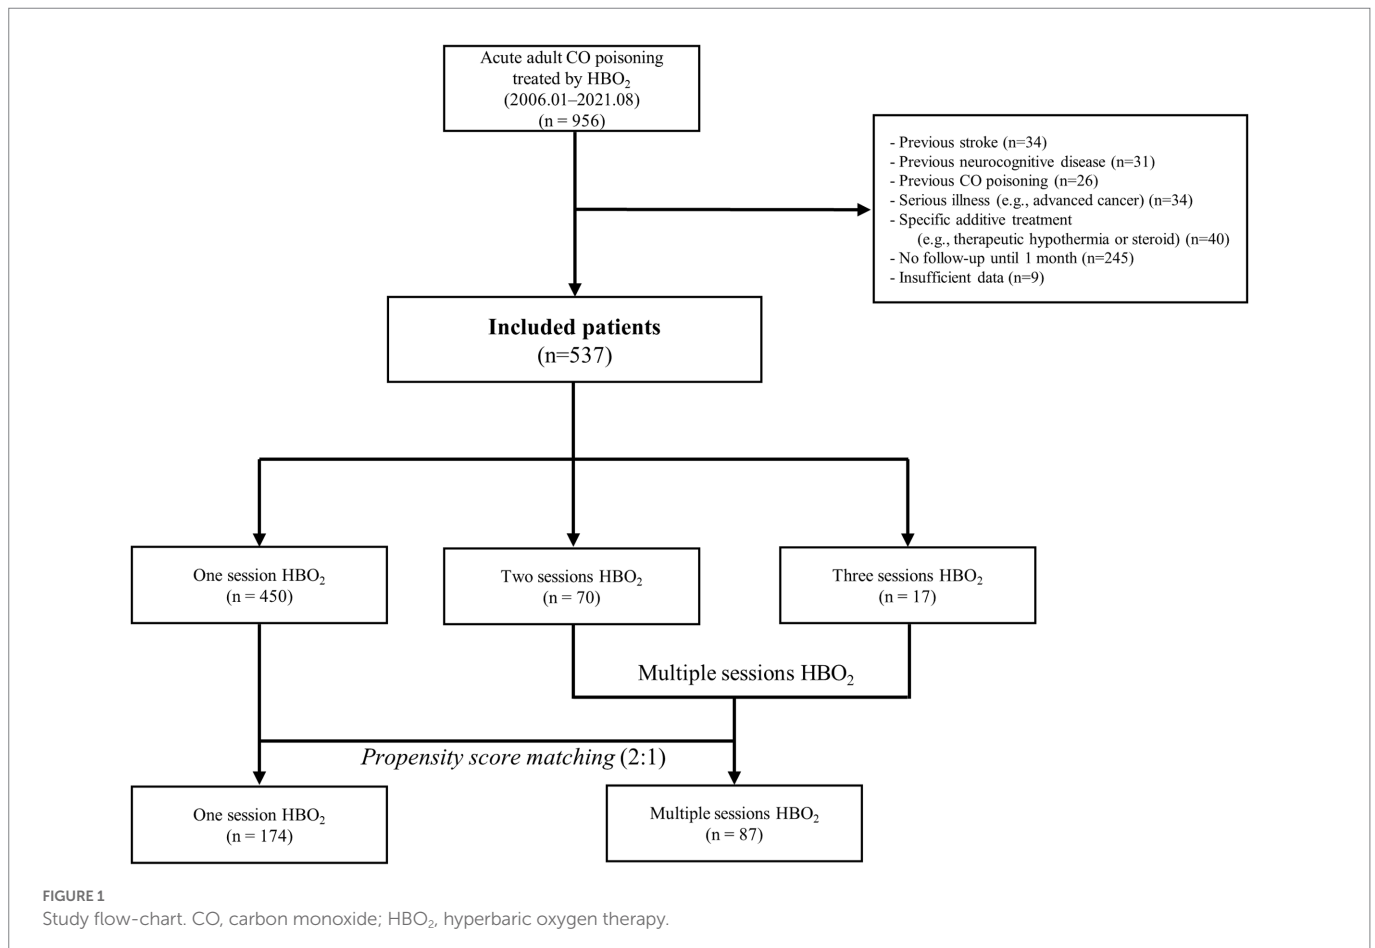 Acute adult CO poisoning
treated by HBO₂
(2006.01–2021.08)
(n = 956)
- Previous stroke (n=34)
- Previous neurocognitive disease (n=31)
- Previous CO poisoning (n=26)
- Serious illness (e.g., advanced cancer) (n=34)
- Specific additive treatment
(e.g., therapeutic hypothermia or steroid) (n=40)
- No follow-up until 1 month (n=245)
- Insufficient data (n=9)
Included patients
(n=537)
One session HBO₂
(n = 450)
Two sessions HBO₂
(n = 70)
Three sessions HBO₂
(n = 17)
Multiple sessions HBO₂
Propensity score matching (2:1)
One session HBO₂
(n = 174)
Multiple sessions HBO₂
(n = 87)
FIGURE 1
Study flow-chart. CO, carbon monoxide; HBO₂, hyperbaric oxygen therapy.